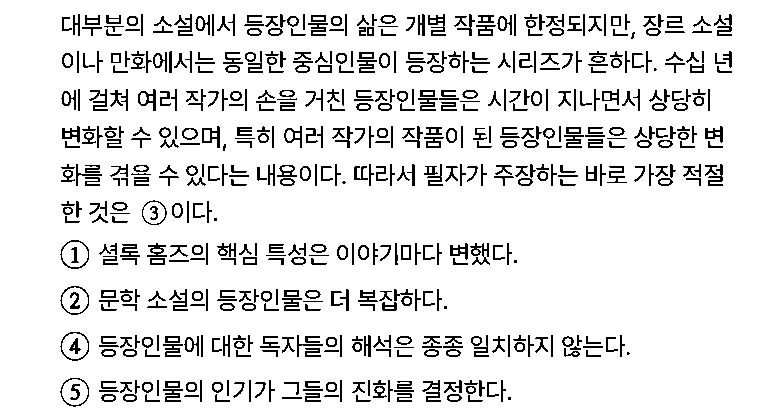 대부분의 소설에서 등장인물의 삶은 개별 작품에 한정되지만, 장르 소설
이나 만화에서는 동일한 중심인물이 등장하는 시리즈가 흔하다. 수십 년
에 걸쳐 여러 작가의 손을 거친 등장인물들은 시간이 지나면서 상당히
변화할 수 있으며, 특히 여러 작가의 작품이 된 등장인물들은 상당한 변
화를 겪을 수 있다는 내용이다. 따라서 필자가 주장하는 바로 가장 적절
한 것은 ③이다.
① 셜록 홈즈의 핵심 특성은 이야기마다 변했다.
② 문학 소설의 등장인물은 더 복잡하다.
④ 등장인물에 대한 독자들의 해석은 종종 일치하지 않는다.
⑤ 등장인물의 인기가 그들의 진화를 결정한다.